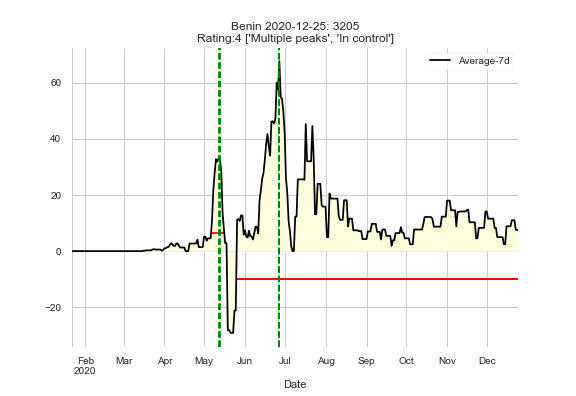 Benin 2020-12-25: 3205
Rating:4 ['Multiple peaks', 'In control']
Average-7d
60
40
20
0
−20
Feb Mar Apr May Jun Jul Aug Sep Oct Nov Dec
2020
Date